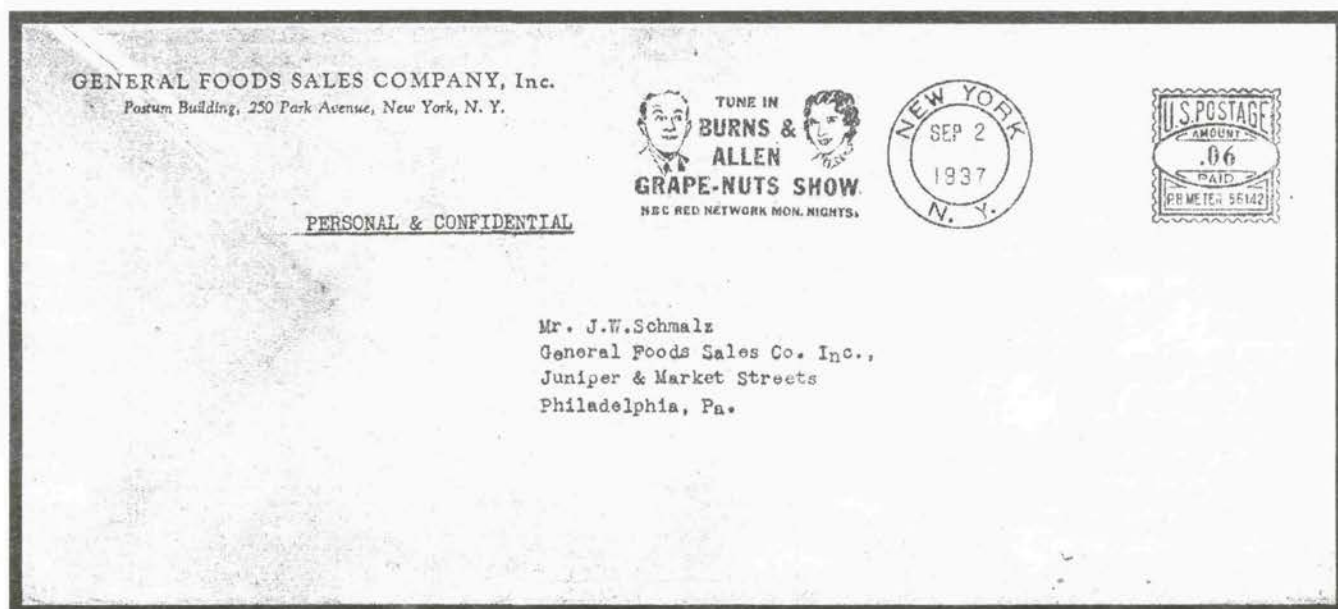 GENERAL FOODS SALES COMPANY, Inc.
Postum Building, 250 Park Avenue, New York, N. Y.
TUNE IN
BURNS &
ALLEN
GRAPE-NUTS SHOW.
NBC RED NETWORK MON. NIGHTS.
NEW YORK
SEP 2
1937
N. Y.
U.S. POSTAGE
AMOUNT
.06
PAID
P.B. METER 56142
PERSONAL & CONFIDENTIAL
Mr. J.W.Schmalz
General Foods Sales Co. Inc.,
Juniper & Market Streets
Philadelphia, Pa.